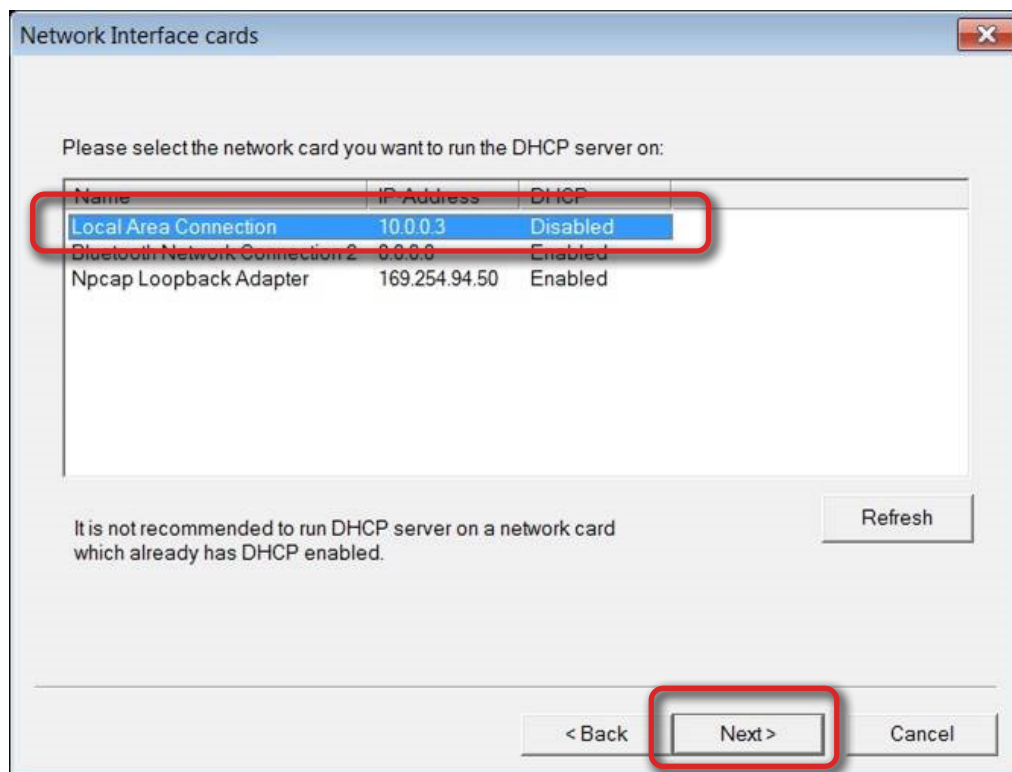 Network Interface cards
Please select the network card you want to run the DHCP server on:
Name IP-Address DHCP
Local Area Connection 10.0.0.3 Disabled
Bluetooth Network Connection 2 0.0.0.0 Enabled
Npcap Loopback Adapter 169.254.94.50 Enabled
Refresh
It is not recommended to run DHCP server on a network card
which already has DHCP enabled.
< Back Next > Cancel